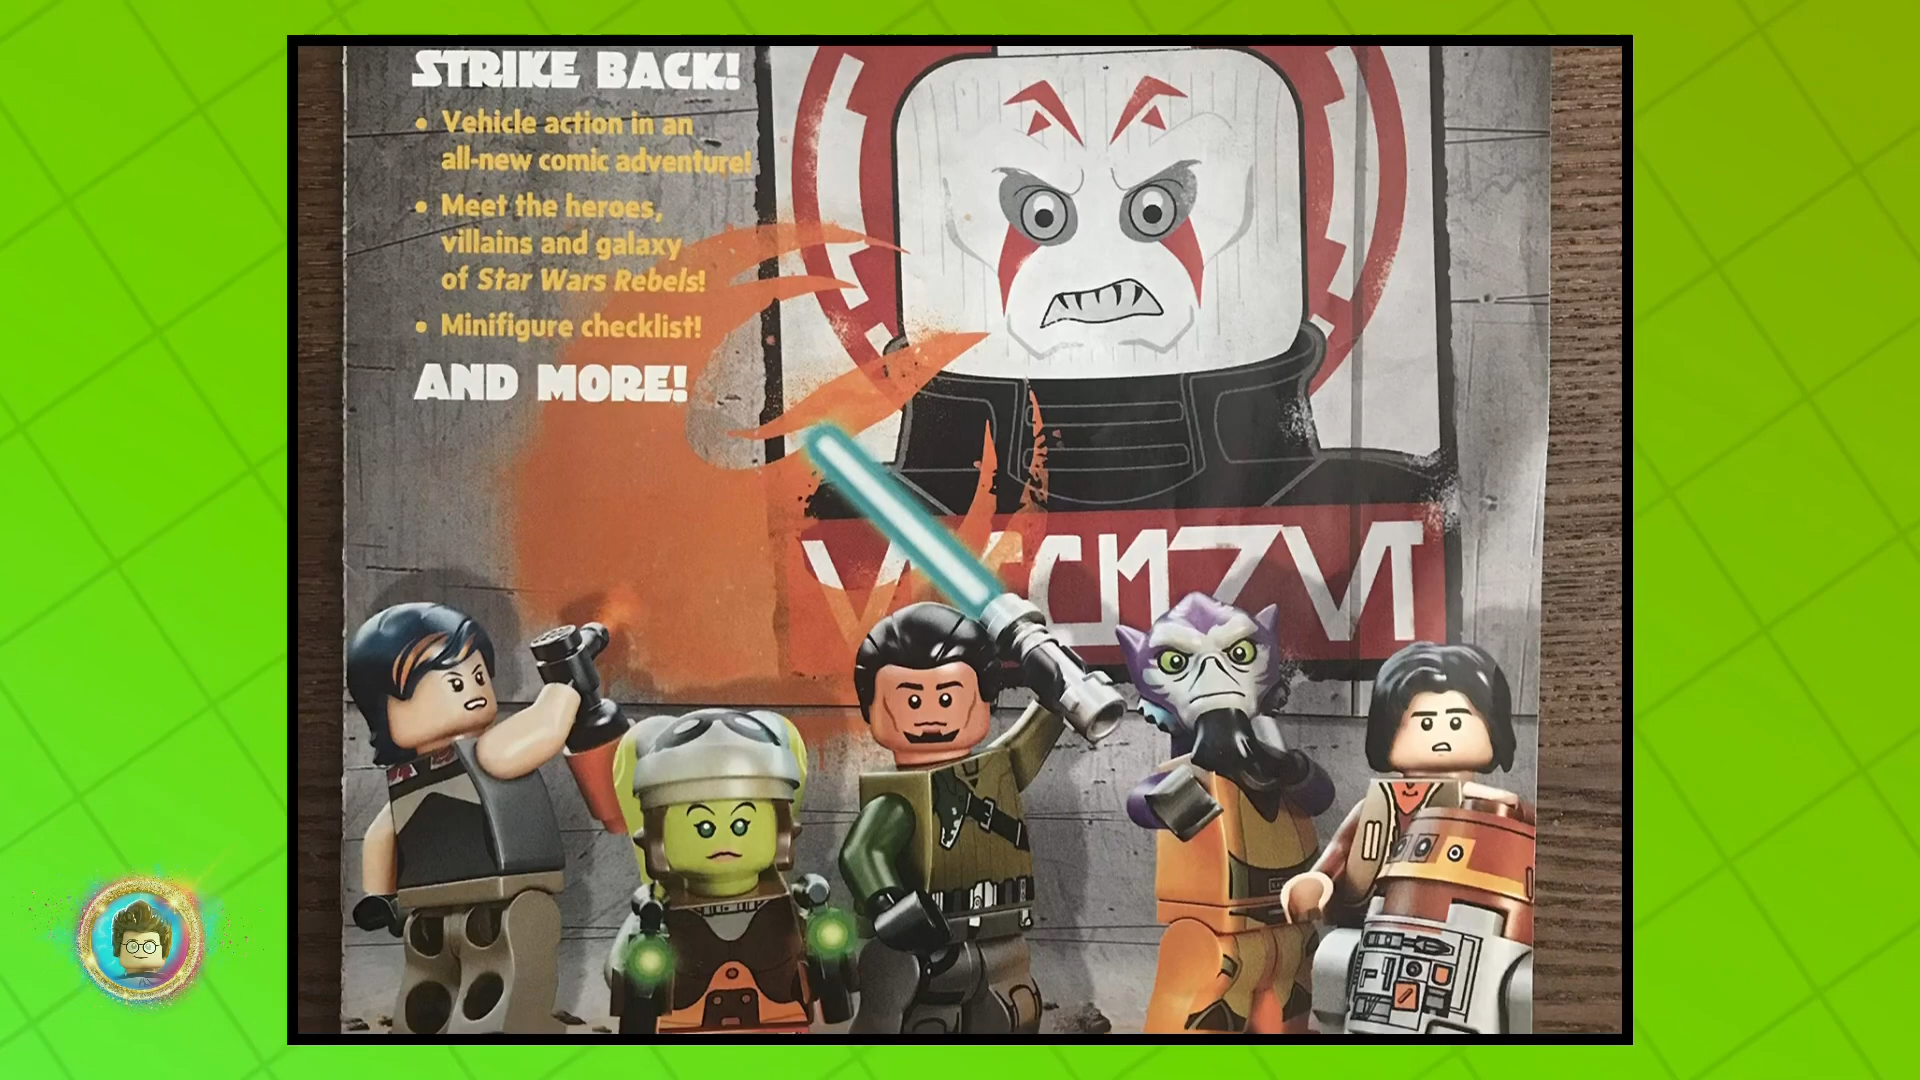 STRIKE BACK!
• Vehicle action in an
all-new comic adventure!
• Meet the heroes,
villains and galaxy
of Star Wars Rebels!
• Minifigure checklist!
AND MORE!